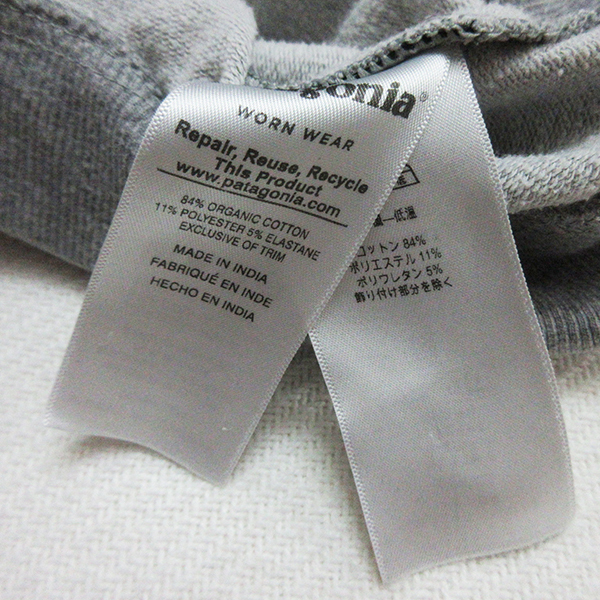 WORN WEAR
Repair, Reuse, Recycle
This Product
www.patagonia.com
84% ORGANIC COTTON
11% POLYESTER 5% ELASTANE
EXCLUSIVE OF TRIM
MADE IN INDIA
FABRIQUÉ EN INDE
HECHO EN INDIA
低温
コットン 84%
ポリエステル 11%
ポリウレタン 5%
飾り付け部分を除く